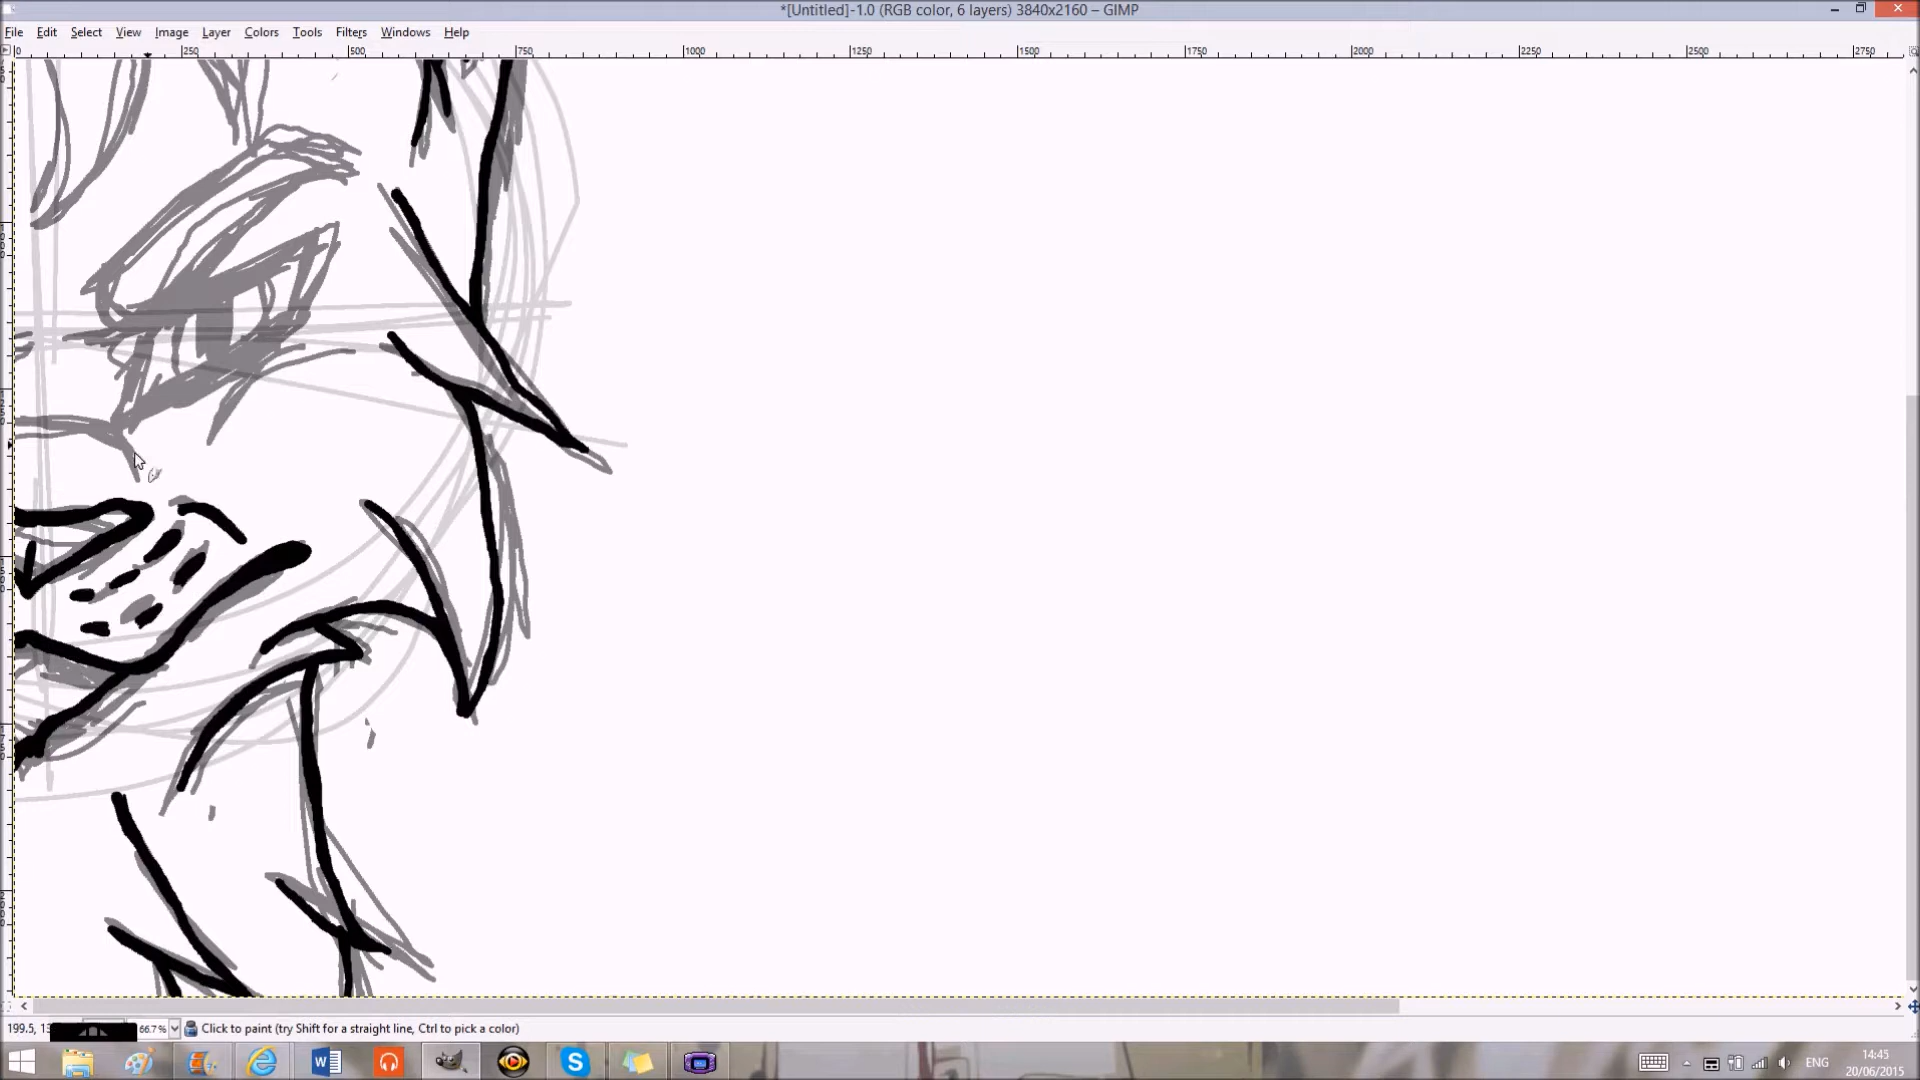 *[Untitled]-1.0 (RGB color, 6 layers) 3840x2160 – GIMP
File Edit Select View Image Layer Colors Tools Filters Windows Help
0 250 500 750 1000 1250 1500 1750 2000 2250 2500 2750
66.7% Click to paint (try Shift for a straight line, Ctrl to pick a color)
14:45
ENG
20/06/2015